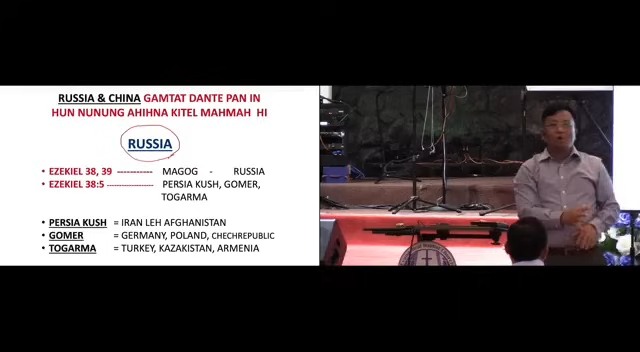 RUSSIA & CHINA GAMTAT DANTE PAN IN
HUN NUNUNG AHIHNA KITEL MAHMAH HI
RUSSIA
• EZEKIEL 38, 39 ----------- MAGOG - RUSSIA
• EZEKIEL 38:5 ------------------ PERSIA KUSH, GOMER,
TOGARMA
• PERSIA KUSH = IRAN LEH AFGHANISTAN
• GOMER = GERMANY, POLAND, CHECHREPUBLIC
• TOGARMA = TURKEY, KAZAKISTAN, ARMENIA